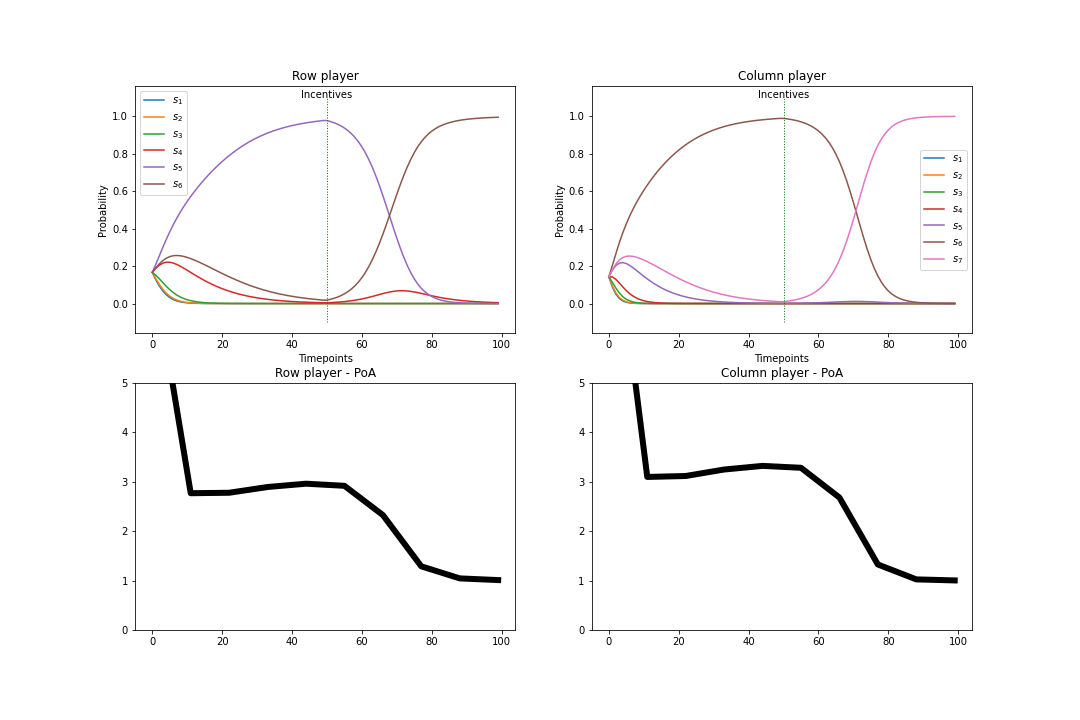 Row player
Incentives
1.0
0.8
0.6
0.4
0.2
0.0
Probability
s1
s2
s3
s4
s5
s6
0 20 40 60 80 100
Timepoints
Column player
Incentives
1.0
0.8
0.6
0.4
0.2
0.0
Probability
s1
s2
s3
s4
s5
s6
s7
0 20 40 60 80 100
Timepoints
Row player - PoA
5
4
3
2
1
0
0 20 40 60 80 100
Column player - PoA
5
4
3
2
1
0
0 20 40 60 80 100